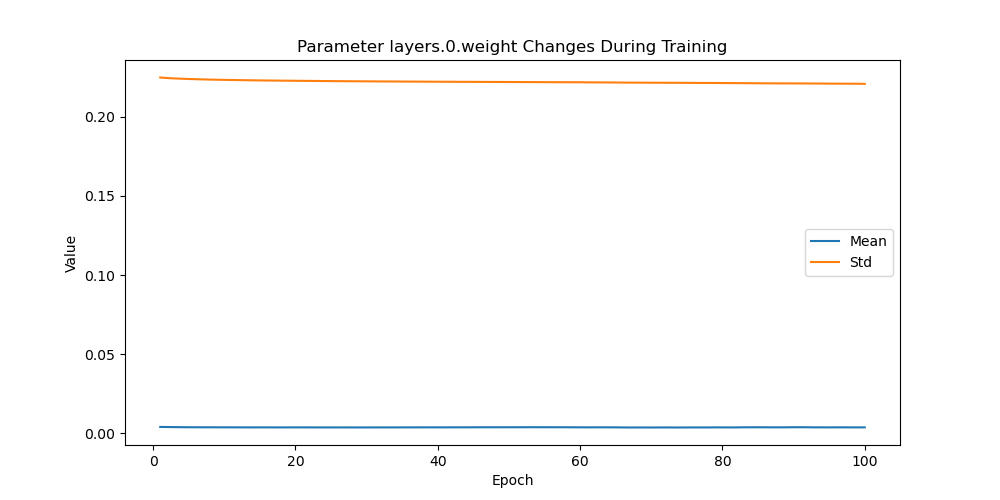 Parameter layers.0.weight Changes During Training
0.20
0.15
0.10
0.05
0.00
Value
Mean
Std
0 20 40 60 80 100
Epoch